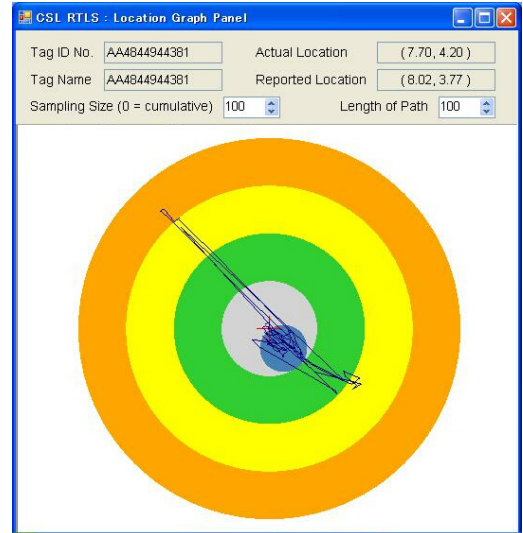 CSL RTLS : Location Graph Panel
Tag ID No. AA4844944381 Actual Location ( 7.70, 4.20 )
Tag Name AA4844944381 Reported Location ( 8.02, 3.77 )
Sampling Size (0 = cumulative) 100 Length of Path 100